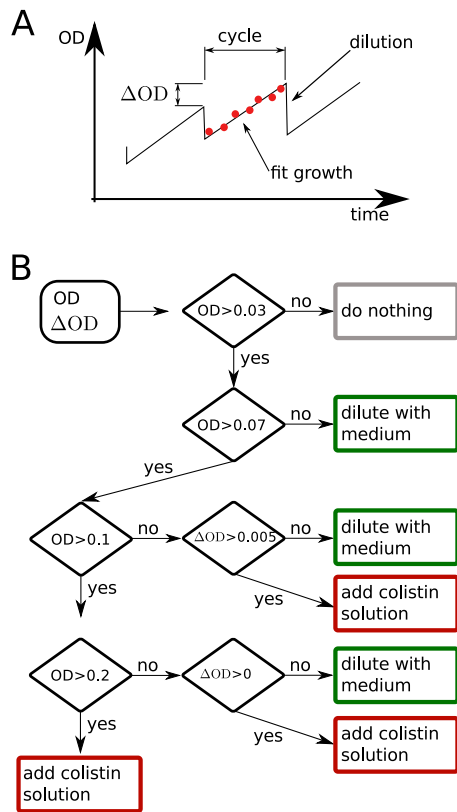 A
OD
cycle
dilution
ΔOD
fit growth
time
B
OD
ΔOD
OD>0.03
no
do nothing
yes
OD>0.07
no
dilute with
medium
yes
OD>0.1
no
ΔOD>0.005
no
dilute with
medium
yes
yes
add colistin
solution
OD>0.2
no
ΔOD>0
no
dilute with
medium
yes
yes
add colistin
solution
add colistin
solution